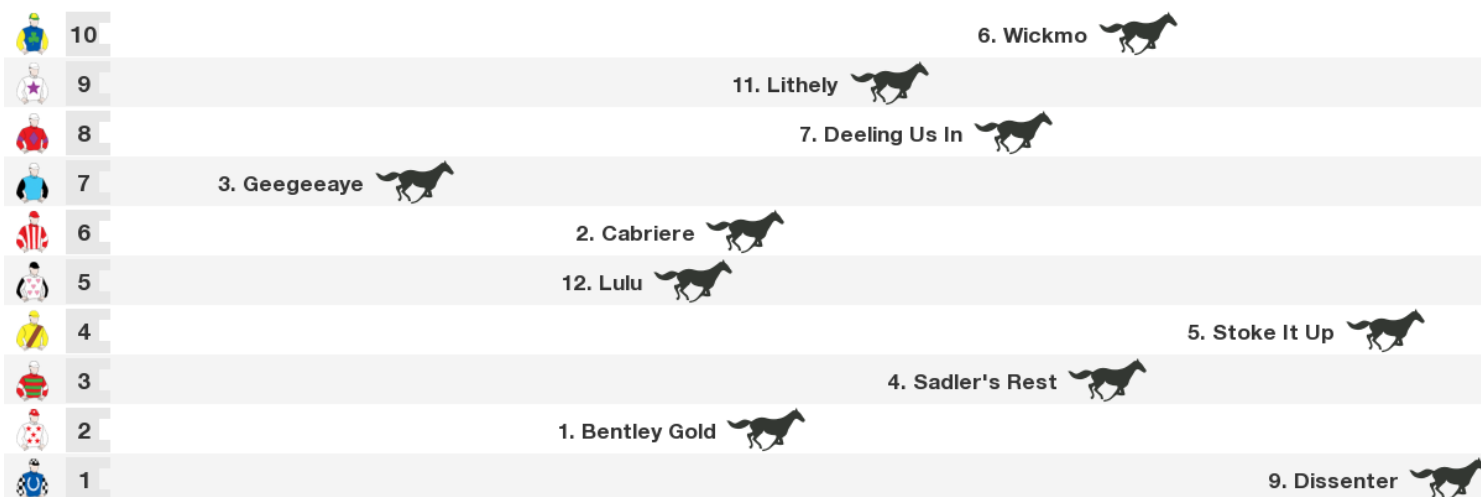 10 6. Wickmo
9 11. Lithely
8 7. Deeling Us In
7 3. Geegeeaye
6 2. Cabriere
5 12. Lulu
4 5. Stoke It Up
3 4. Sadler's Rest
2 1. Bentley Gold
1 9. Dissenter